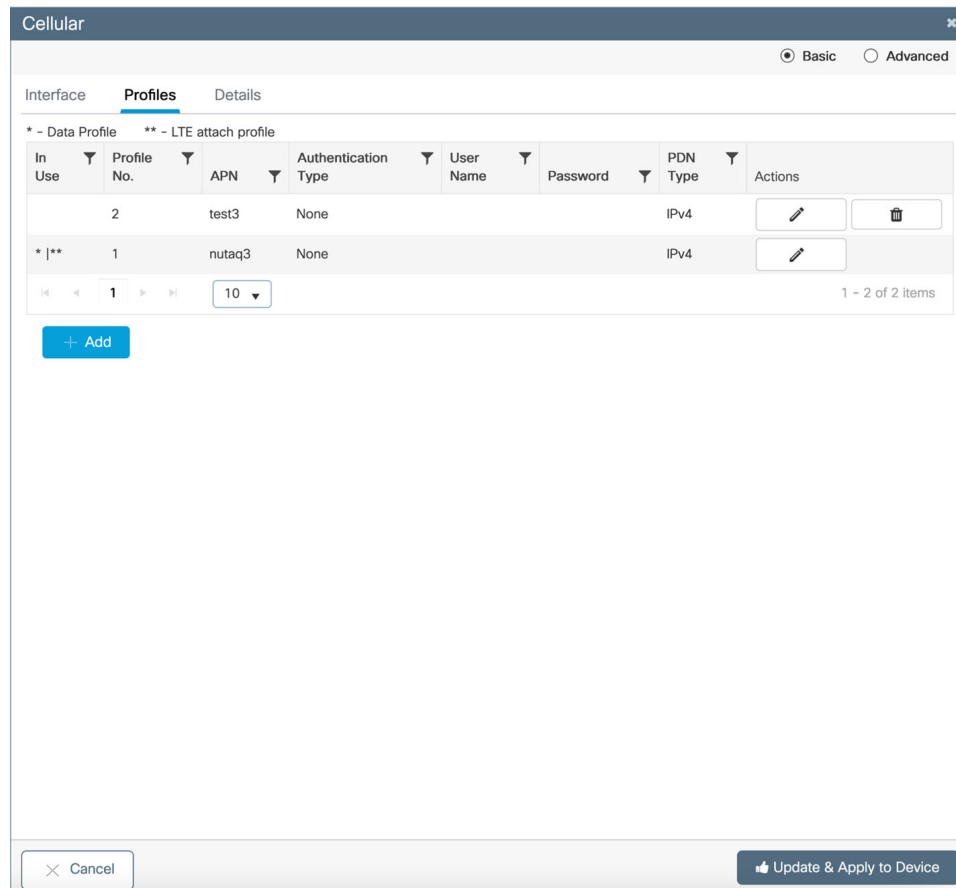 Cellular
Basic Advanced
Interface Profiles Details
* - Data Profile ** - LTE attach profile
In Use Profile No. APN Authentication Type User Name Password PDN Type Actions
2 test3 None IPv4
* |** 1 nutaq3 None IPv4
1 10 1 - 2 of 2 items
+ Add
Cancel Update & Apply to Device